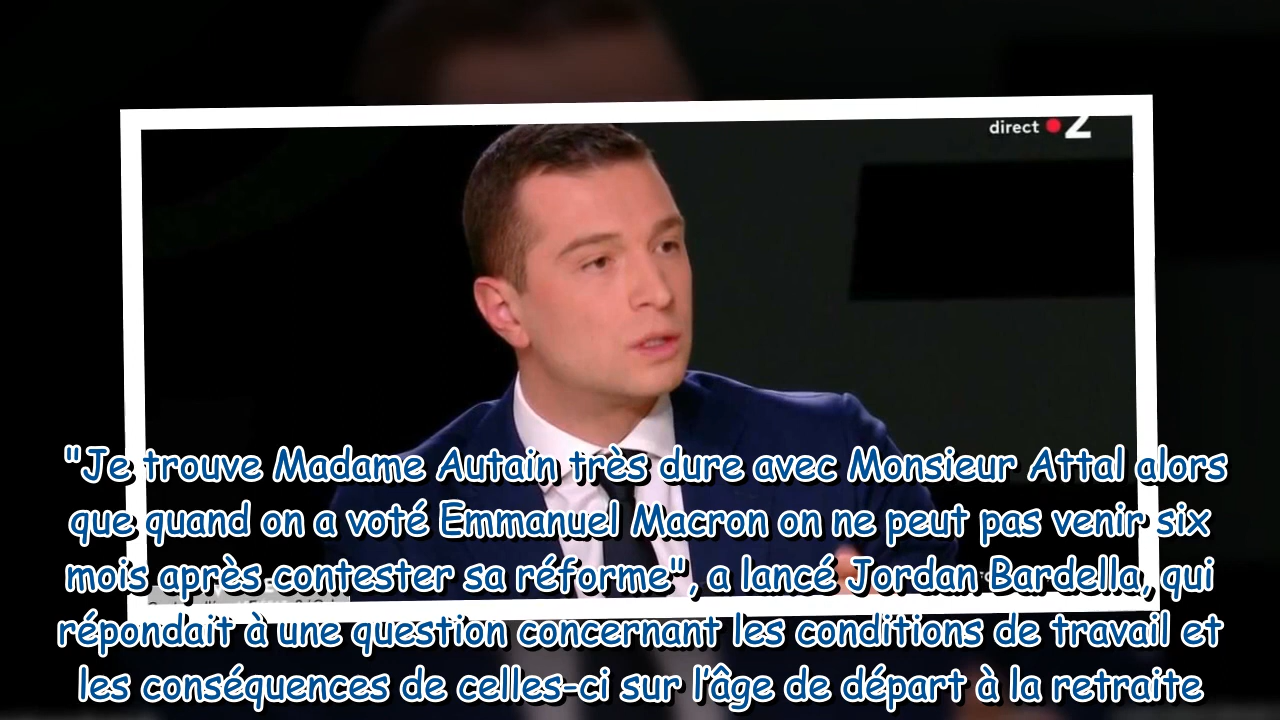 direct 2
"Je trouve Madame Autain très dure avec Monsieur Attal alors
que quand on a voté Emmanuel Macron on ne peut pas venir six
mois après contester sa réforme", a lancé Jordan Bardella, qui
répondait à une question concernant les conditions de travail et
les conséquences de celles-ci sur l'âge de départ à la retraite